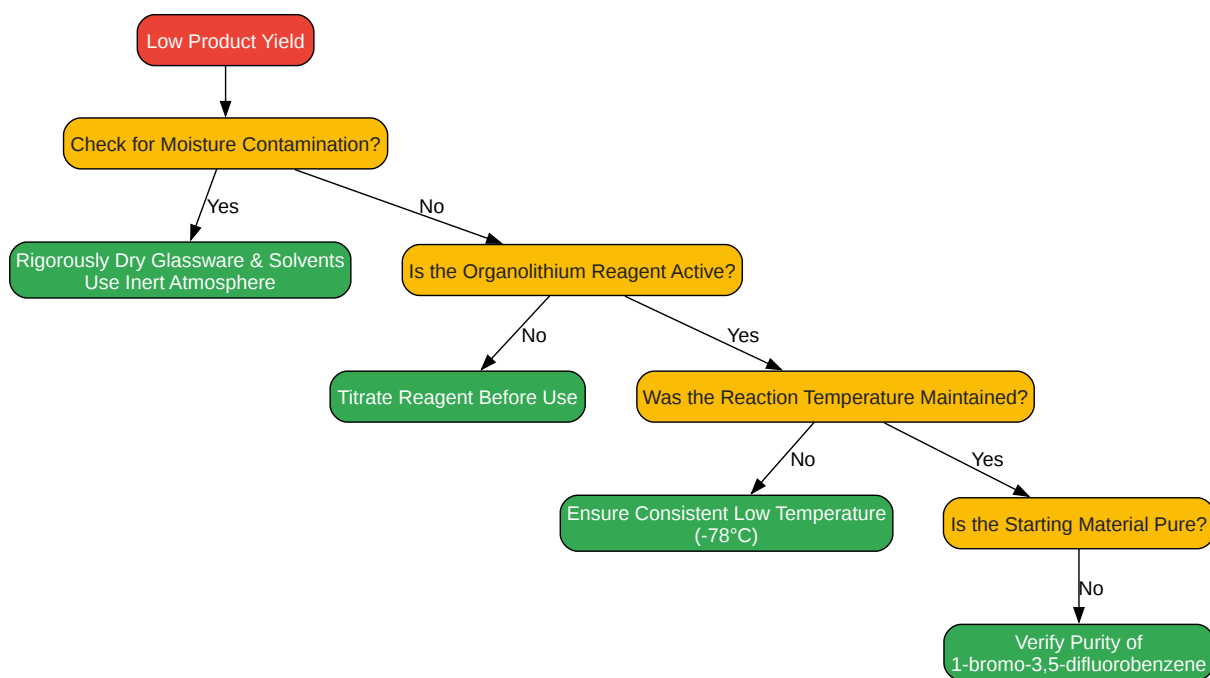 Low Product Yield
Check for Moisture Contamination?
Yes
No
Rigorously Dry Glassware & Solvents
Use Inert Atmosphere
Is the Organolithium Reagent Active?
No
Yes
Titrate Reagent Before Use
Was the Reaction Temperature Maintained?
No
Yes
Ensure Consistent Low Temperature
(-78°C)
Is the Starting Material Pure?
No
Verify Purity of
1-bromo-3,5-difluorobenzene